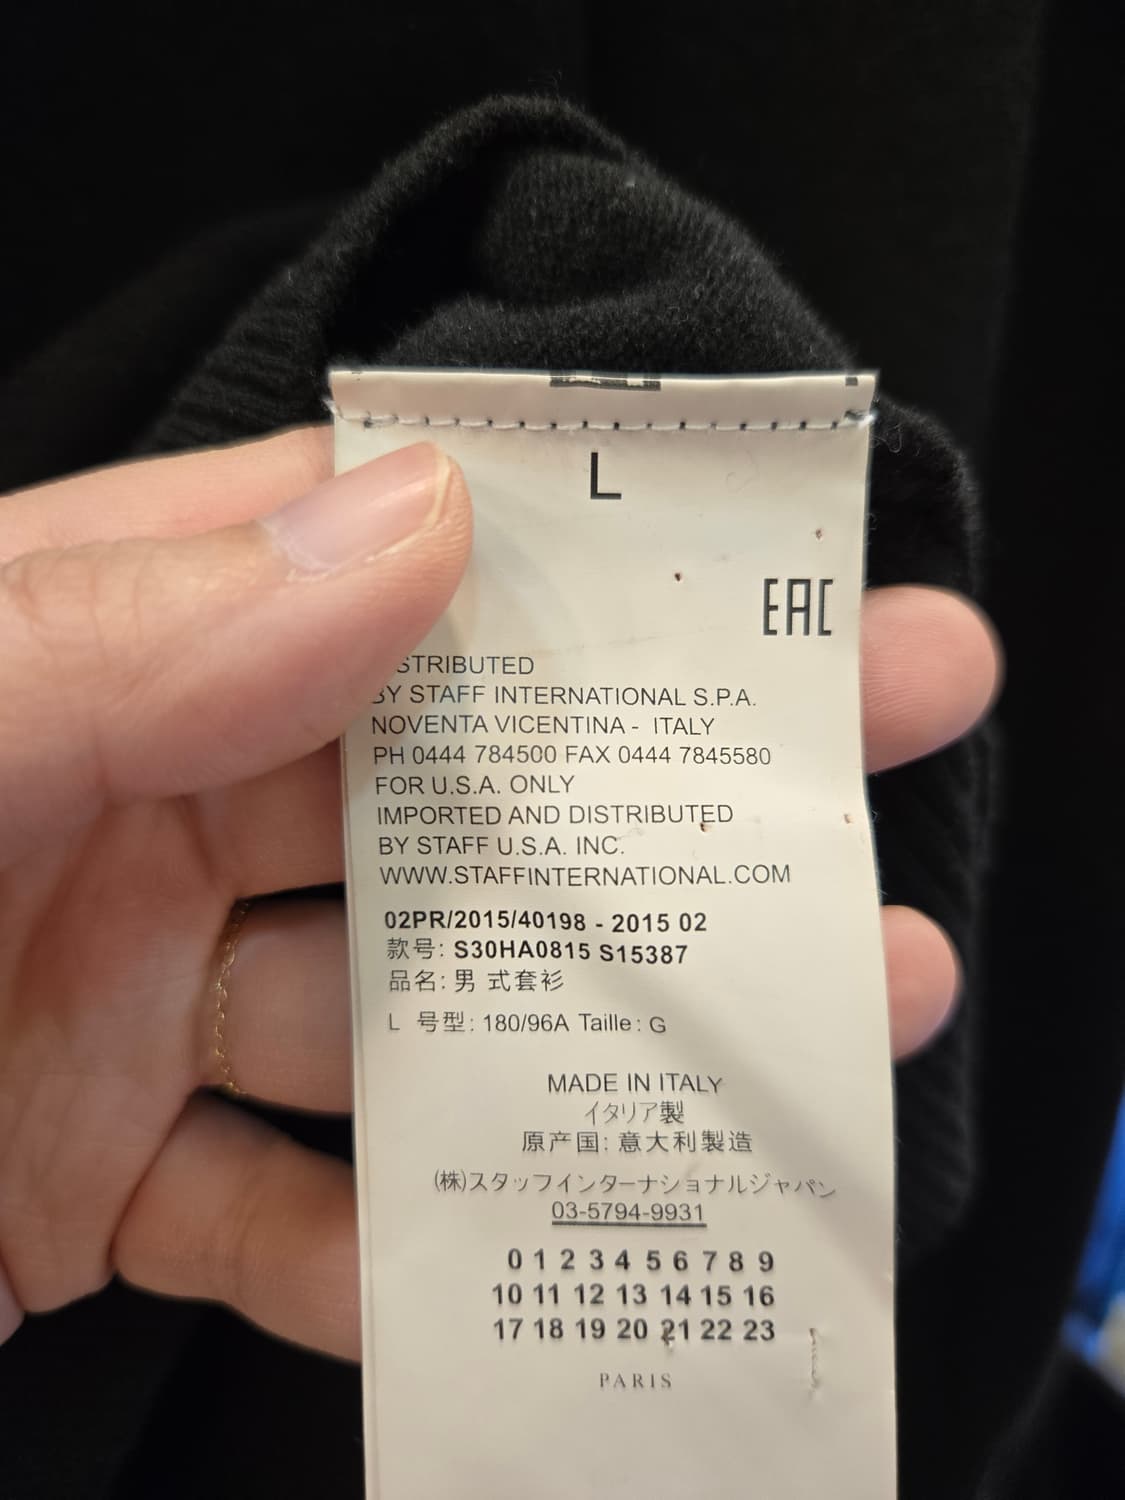 L
EAC
STRIBUTED
BY STAFF INTERNATIONAL S.P.A.
NOVENTA VICENTINA - ITALY
PH 0444 784500 FAX 0444 7845580
FOR U.S.A. ONLY
IMPORTED AND DISTRIBUTED
BY STAFF U.S.A. INC.
WWW.STAFFINTERNATIONAL.COM
02PR/2015/40198 - 2015 02
款号: S30HA0815 S15387
品名: 男 式套衫
L 号型: 180/96A Taille: G
MADE IN ITALY
イタリア製
原产国: 意大利製造
(株)スタッフインターナショナルジャパン
03-5794-9931
0 1 2 3 4 5 6 7 8 9
10 11 12 13 14 15 16
17 18 19 20 21 22 23
PARIS